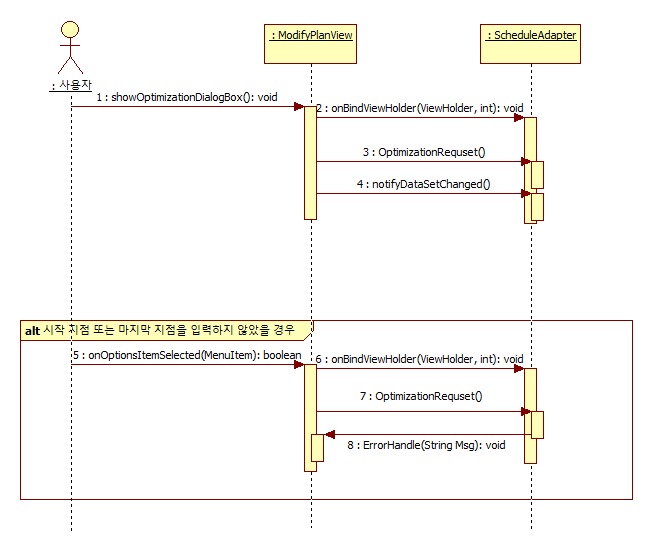 : ModifyPlanView
: ScheduleAdapter
: 사용자
1 : showOptimizationDialogBox(): void
2 : onBindViewHolder(ViewHolder, int): void
3 : OptimizationRequset()
4 : notifyDataSetChanged()
alt 시작 지점 또는 마지막 지점을 입력하지 않았을 경우
5 : onOptionsItemSelected(MenuItem): boolean
6 : onBindViewHolder(ViewHolder, int): void
7 : OptimizationRequset()
8 : ErrorHandle(String Msg): void